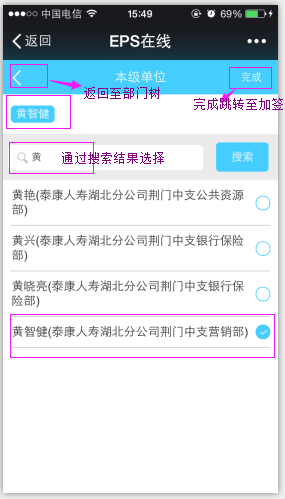 中国电信 15:49 69%
返回 EPS在线
本级单位 完成
返回至部门树
完成跳转至加签
黄智健
黄 通过搜索结果选择 搜索
黄艳(泰康人寿湖北分公司荆门中支公共资源
部)
黄兴(泰康人寿湖北分公司荆门中支银行保险
部)
黄晓亮(泰康人寿湖北分公司荆门中支银行保
险部)
黄智健(泰康人寿湖北分公司荆门中支营销部)